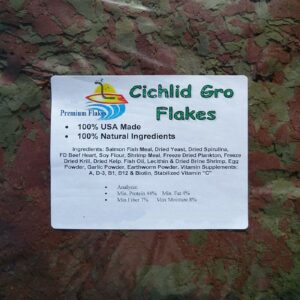 Cichlid Gro
Flakes
Premium Flake
• 100% USA Made
• 100% Natural Ingredients
Ingredients: Salmon Fish Meal, Dried Yeast, Dried Spirulina,
FD Beef Heart, Soy Flour, Shrimp Meal, Freeze Dried Plankton, Freeze
Dried Krill, Dried Kelp, Fish Oil, Lecithin & Dried Brine Shrimp, Egg
Powder, Garlic Powder, Earthworm Powder, Vitamin Supplements:
A, D-3, B1, B12 & Biotin, Stabilized Vitamin "C"
• Analysis:
Min. Protein 44% Min. Fat 4%
Min Fiber 7% Max Moisture 8%